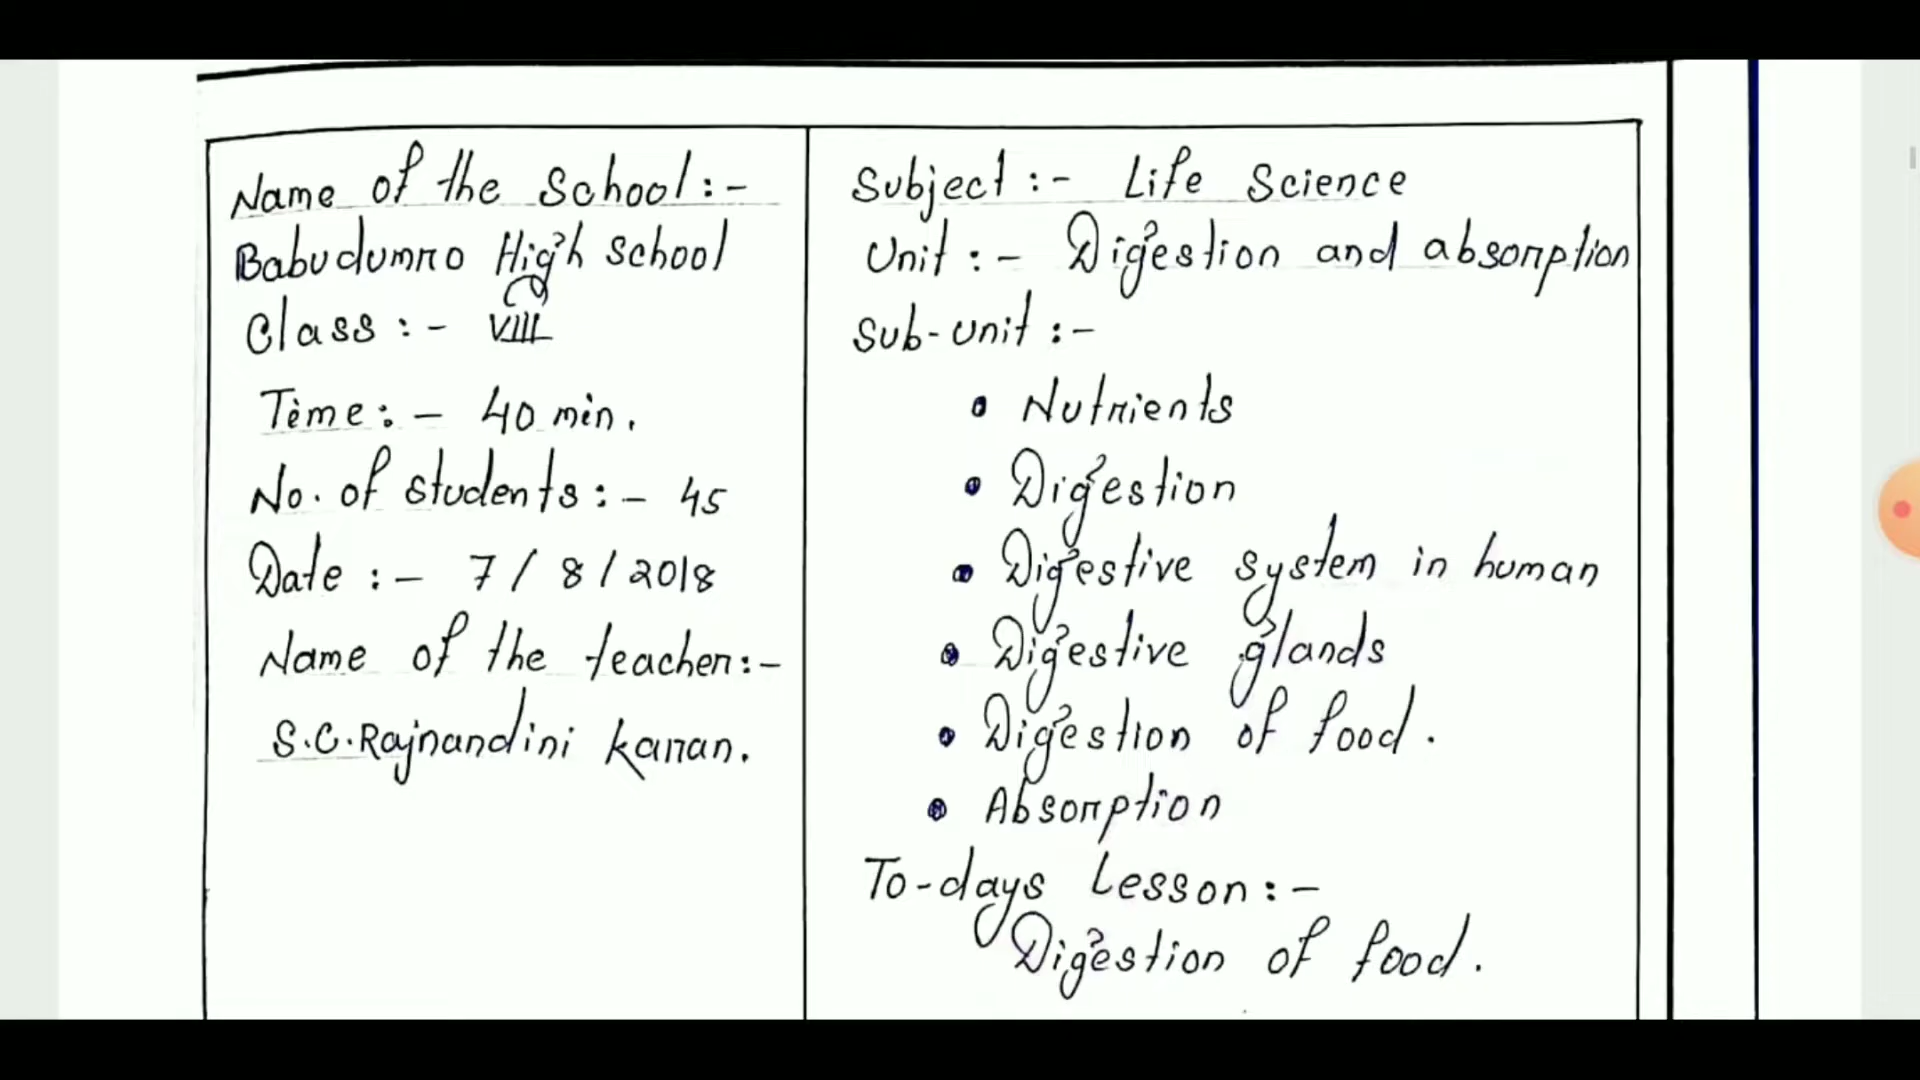 Name of the School:-
Babudumro High school
Class :- VIII
Time:- 40 min.
No. of students:- 45
Date :- 7/8/2018
Name of the teacher:-
S.C. Rajnandini karran.
Subject :- Life Science
Unit :- Digestion and absorption
Sub-unit :-
• Nutrients
• Digestion
• Digestive system in human
• Digestive glands
• Digestion of food.
• Absorption
To-days Lesson:-
Digestion of food.